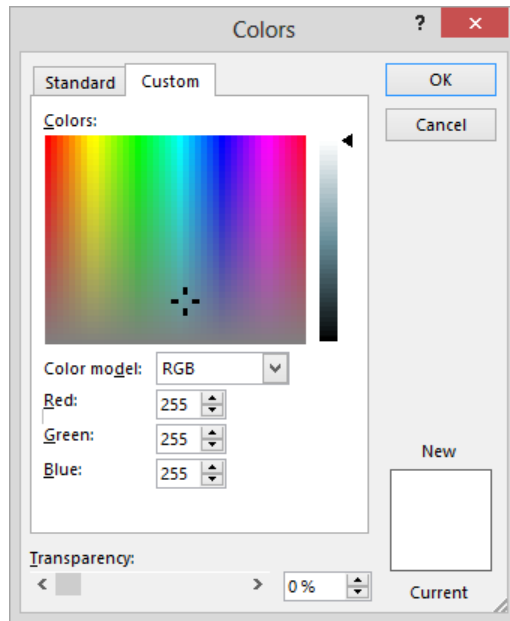 Colors
?
Standard Custom
OK
Colors:
Cancel
Color model: RGB
Red: 255
Green: 255
Blue: 255
New
Transparency:
0 %
Current